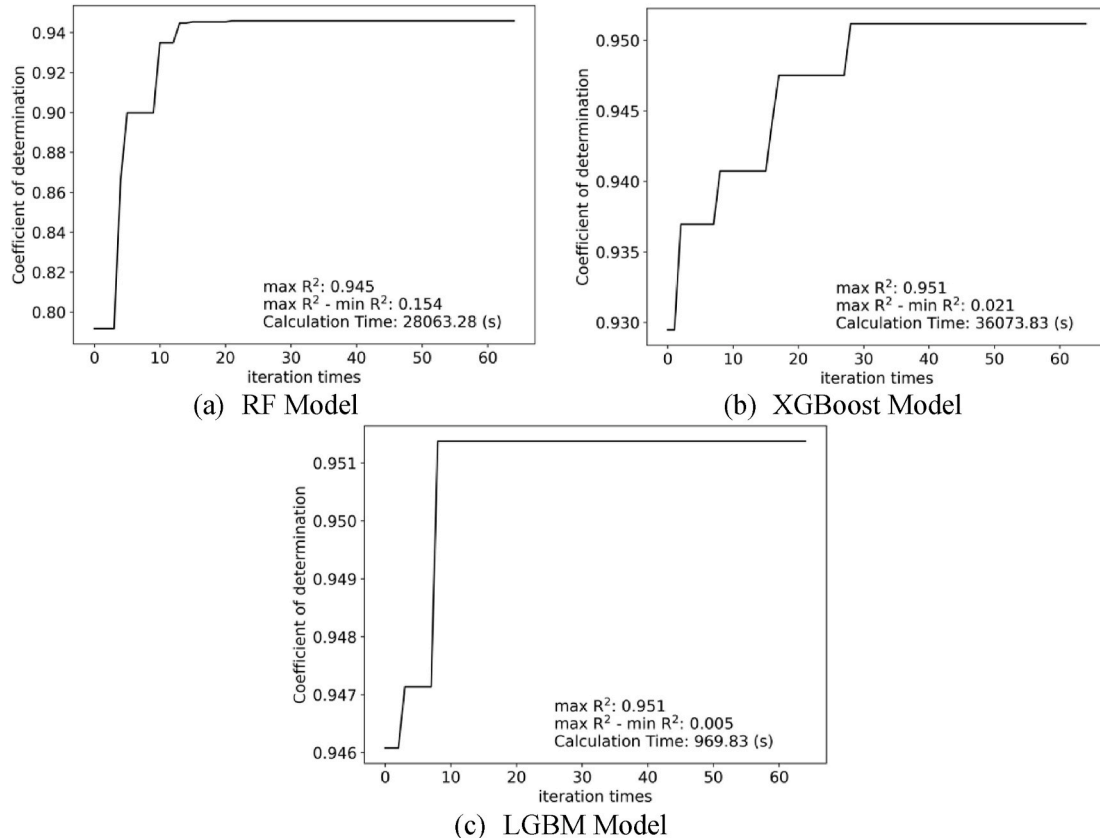 0.94
0.92
0.90
0.88
0.86
0.84
0.82
0.80
Coefficient of determination
max R²: 0.945
max R² - min R²: 0.154
Calculation Time: 28063.28 (s)
0 10 20 30 40 50 60
iteration times
(a) RF Model
0.950
0.945
0.940
0.935
0.930
Coefficient of determination
max R²: 0.951
max R² - min R²: 0.021
Calculation Time: 36073.83 (s)
0 10 20 30 40 50 60
iteration times
(b) XGBoost Model
0.951
0.950
0.949
0.948
0.947
0.946
Coefficient of determination
max R²: 0.951
max R² - min R²: 0.005
Calculation Time: 969.83 (s)
0 10 20 30 40 50 60
iteration times
(c) LGBM Model